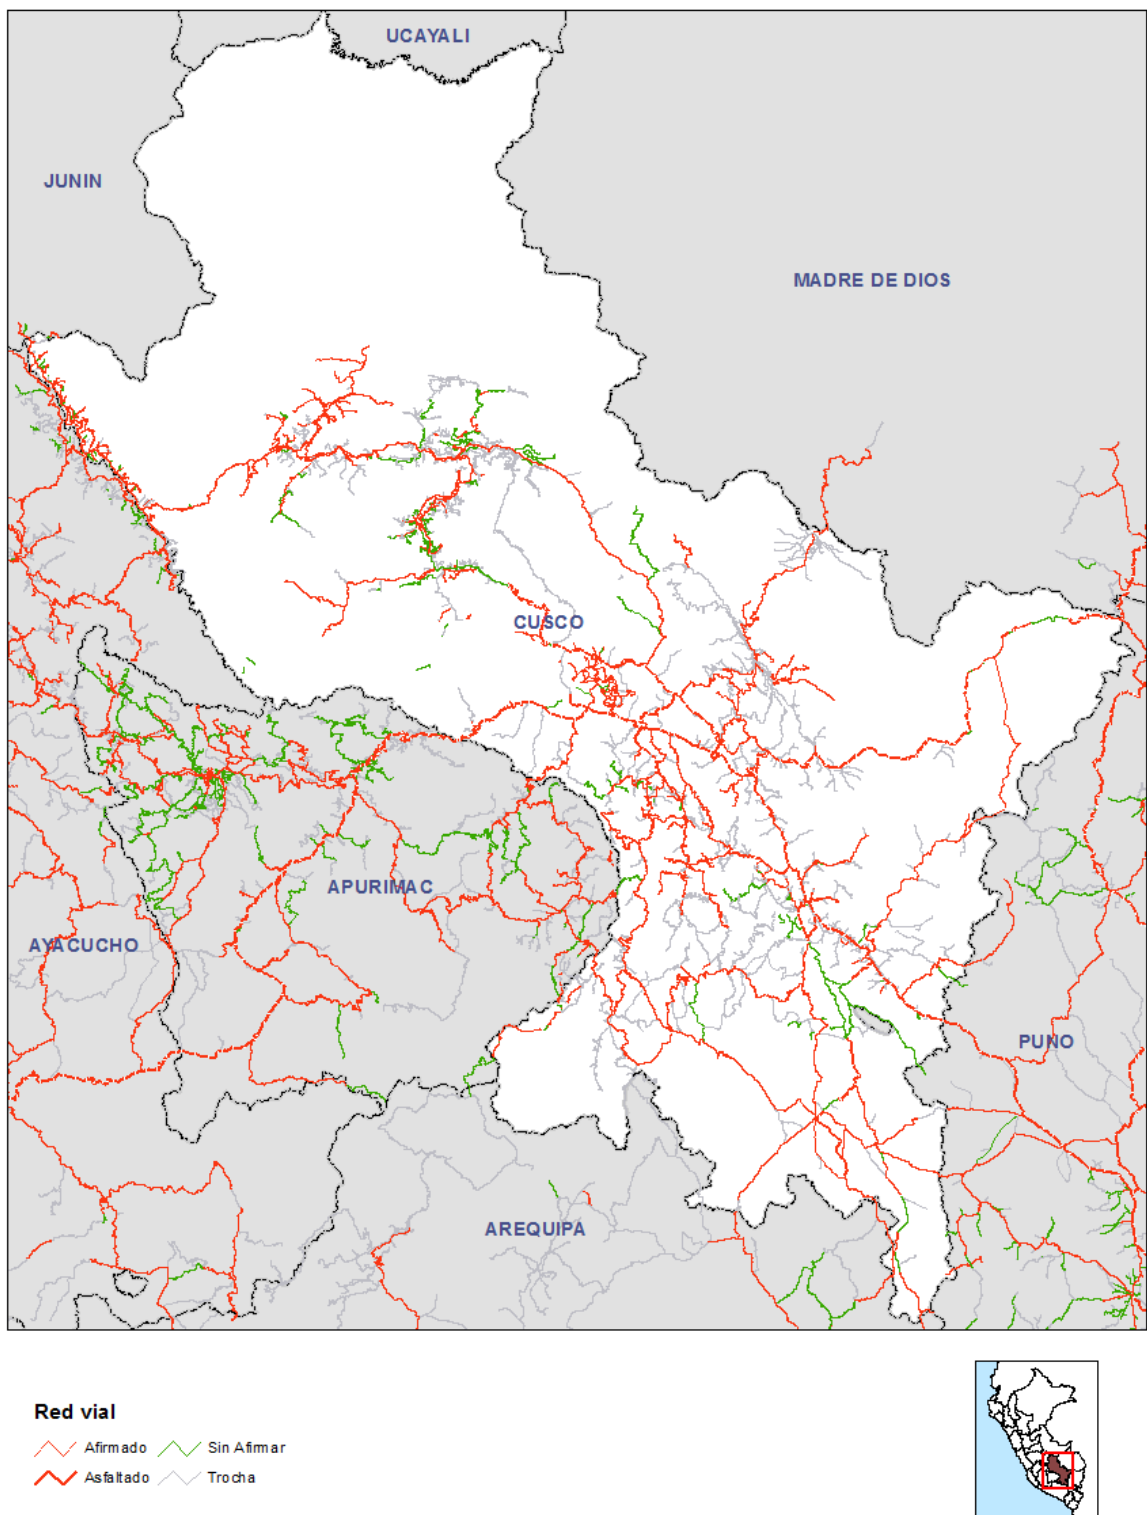 UCAYALI
JUNIN
MADRE DE DIOS
CUSCO
APURIMAC
AYACUCHO
PUNO
AREQUIPA
Red vial
Afirmado Sin Afirmar
Asfaltado Trocha